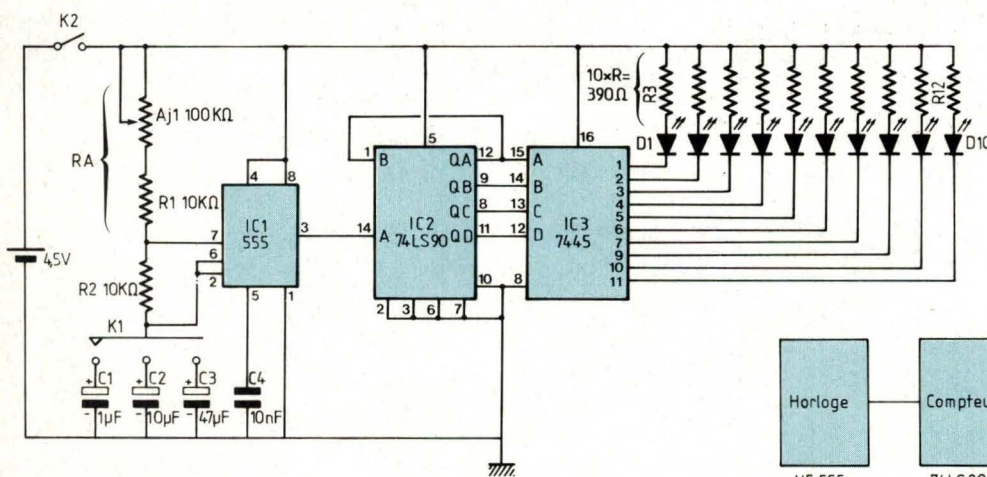 K2
Aj1 100KΩ
RA
R1 10KΩ
R2 10KΩ
K1
4,5V
+ C1
- 1µF
+ C2
- 10µF
+ C3
- 47µF
C4
10nF
4
8
7
6
2
5
1
3
IC1
555
14
1
5
B
A
IC2
74LS90
QA
QB
QC
QD
12
9
8
11
10
2
3
6
7
15
14
13
12
8
16
A
B
C
D
IC3
7445
1
2
3
4
5
6
7
9
10
11
10×R=
390Ω
R3
R12
D1
D10
Horloge
Compteu
NE 555
74LS90